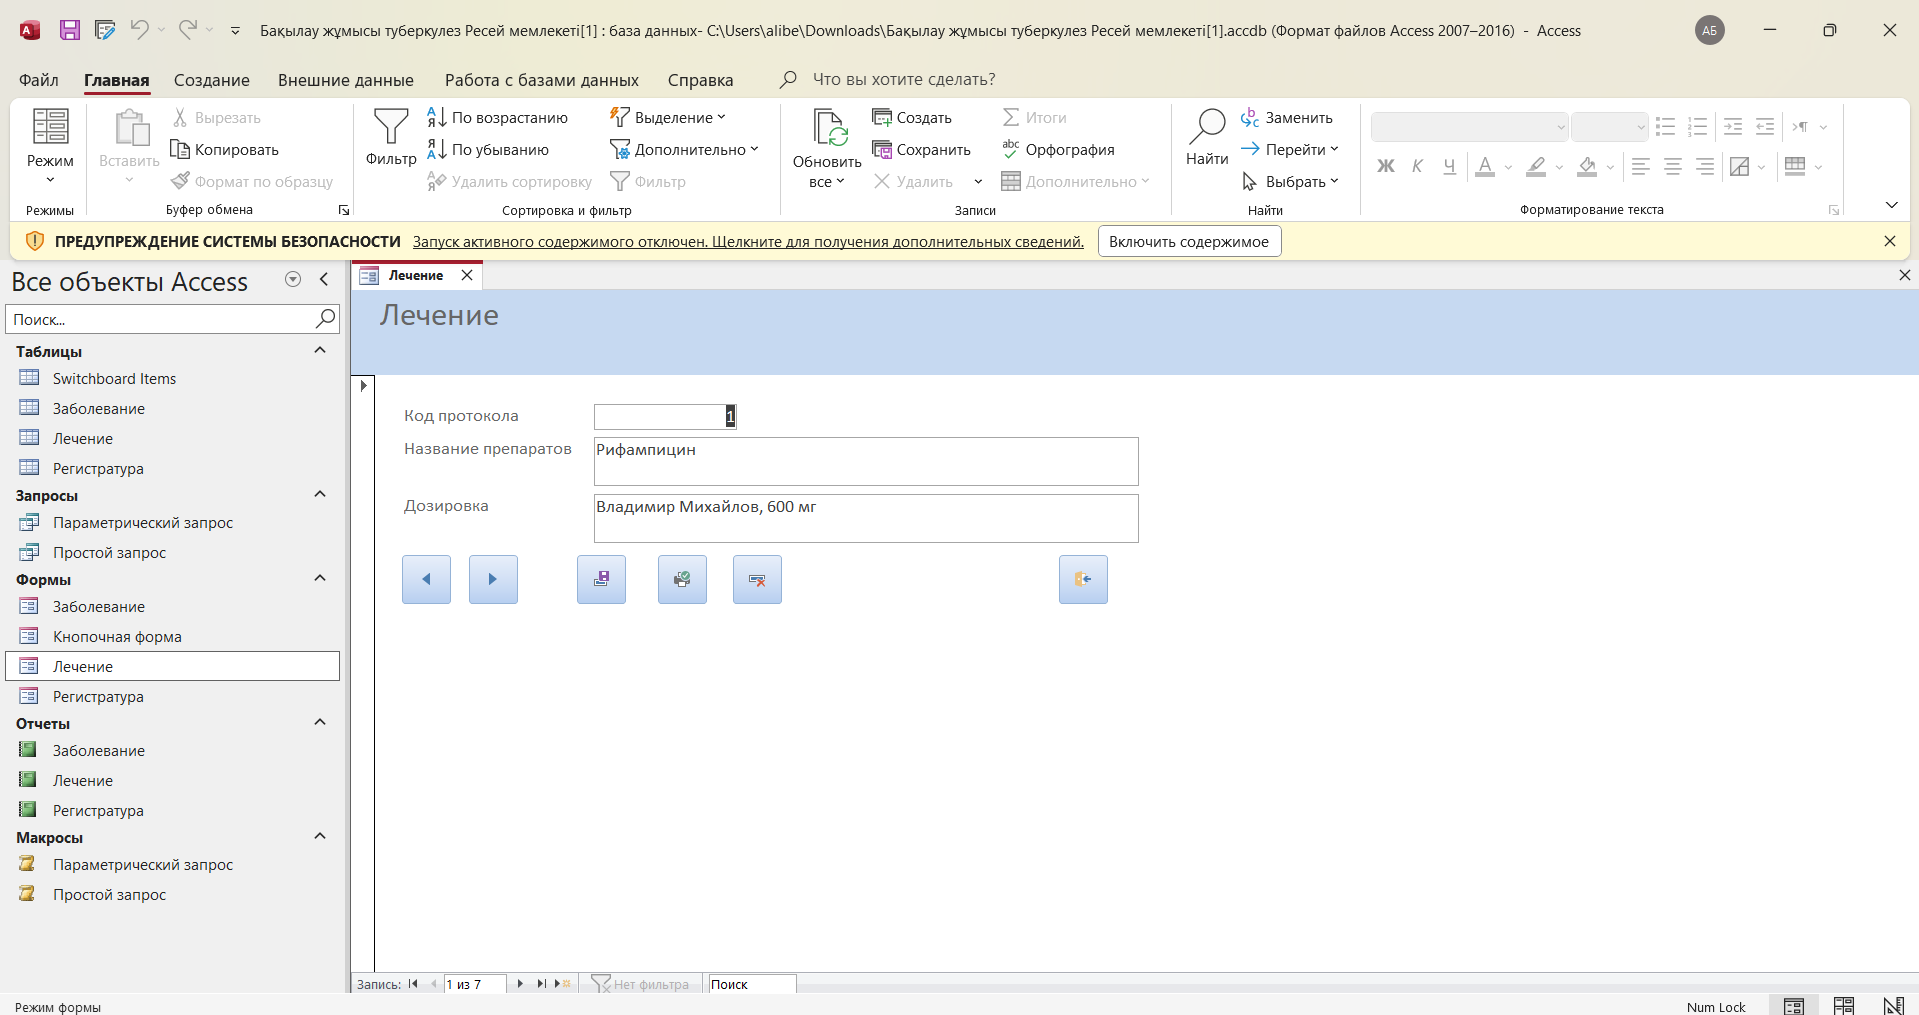 Бақылау жұмысы туберкулез Ресей мемлекеті[1] : база данных- C:\Users\alibe\Downloads\Бақылау жұмысы туберкулез Ресей мемлекеті[1].accdb (Формат файлов Access 2007–2016) - Access
АБ
Файл Главная Создание Внешние данные Работа с базами данных Справка Что вы хотите сделать?
Режим
Режимы
Вставить
Вырезать
Копировать
Формат по образцу
Буфер обмена
Фильтр
По возрастанию
По убыванию
Удалить сортировку
Выделение
Дополнительно
Фильтр
Сортировка и фильтр
Обновить
все
Создать
Сохранить
Удалить
Итоги
Орфография
Дополнительно
Записи
Найти
Заменить
Перейти
Выбрать
Найти
Ж К Ч А
Форматирование текста
ПРЕДУПРЕЖДЕНИЕ СИСТЕМЫ БЕЗОПАСНОСТИ Запуск активного содержимого отключен. Щелкните для получения дополнительных сведений. Включить содержимое
Все объекты Access
Поиск...
Таблицы
Switchboard Items
Заболевание
Лечение
Регистратура
Запросы
Параметрический запрос
Простой запрос
Формы
Заболевание
Кнопочная форма
Лечение
Регистратура
Отчеты
Заболевание
Лечение
Регистратура
Макросы
Параметрический запрос
Простой запрос
Лечение
Лечение
Код протокола 1
Название препаратов Рифампицин
Дозировка Владимир Михайлов, 600 мг
Запись: 1 из 7 Нет фильтра Поиск
Режим формы
Num Lock